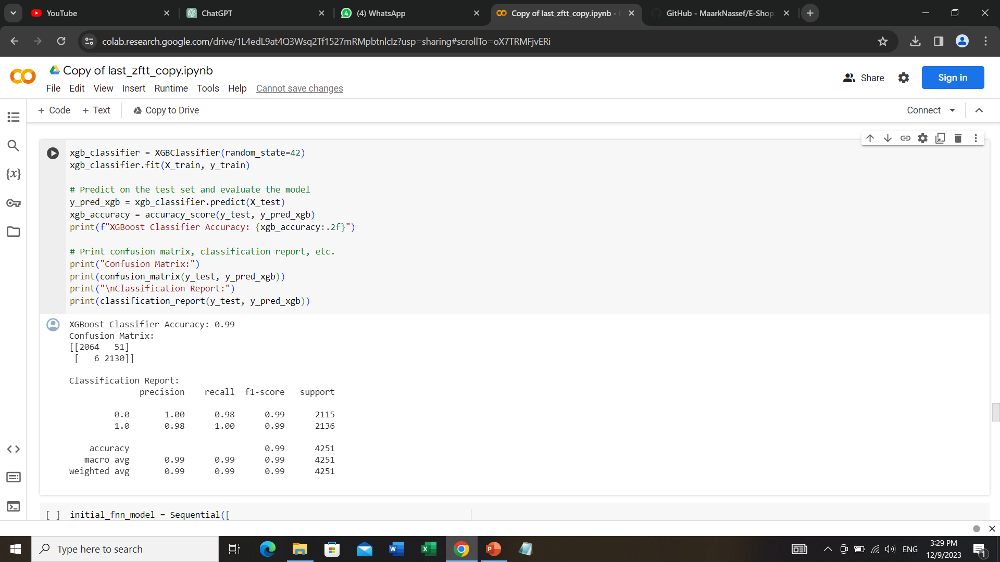 YouTube
ChatGPT
(4) WhatsApp
Copy of last_zftt_copy.ipynb -
GitHub - MaarkNassef/E-Shop
colab.research.google.com/drive/1L4edL9at4Q3Wsq2Tf1527mRMpbtnlcIz?usp=sharing#scrollTo=oX7TRMFjvERi
Copy of last_zftt_copy.ipynb
File Edit View Insert Runtime Tools Help Cannot save changes
Share
Sign in
+ Code + Text Copy to Drive
Connect
xgb_classifier = XGBClassifier(random_state=42)
xgb_classifier.fit(X_train, y_train)
# Predict on the test set and evaluate the model
y_pred_xgb = xgb_classifier.predict(X_test)
xgb_accuracy = accuracy_score(y_test, y_pred_xgb)
print(f"XGBoost Classifier Accuracy: {xgb_accuracy:.2f}")
# Print confusion matrix, classification report, etc.
print("Confusion Matrix:")
print(confusion_matrix(y_test, y_pred_xgb))
print("\nClassification Report:")
print(classification_report(y_test, y_pred_xgb))
XGBoost Classifier Accuracy: 0.99
Confusion Matrix:
[[2064 51]
[ 6 2130]]
Classification Report:
precision recall f1-score support
0.0 1.00 0.98 0.99 2115
1.0 0.98 1.00 0.99 2136
accuracy 0.99 4251
macro avg 0.99 0.99 0.99 4251
weighted avg 0.99 0.99 0.99 4251
[ ] initial_fnn_model = Sequential([
Type here to search
ENG
3:29 PM
12/9/2023
1